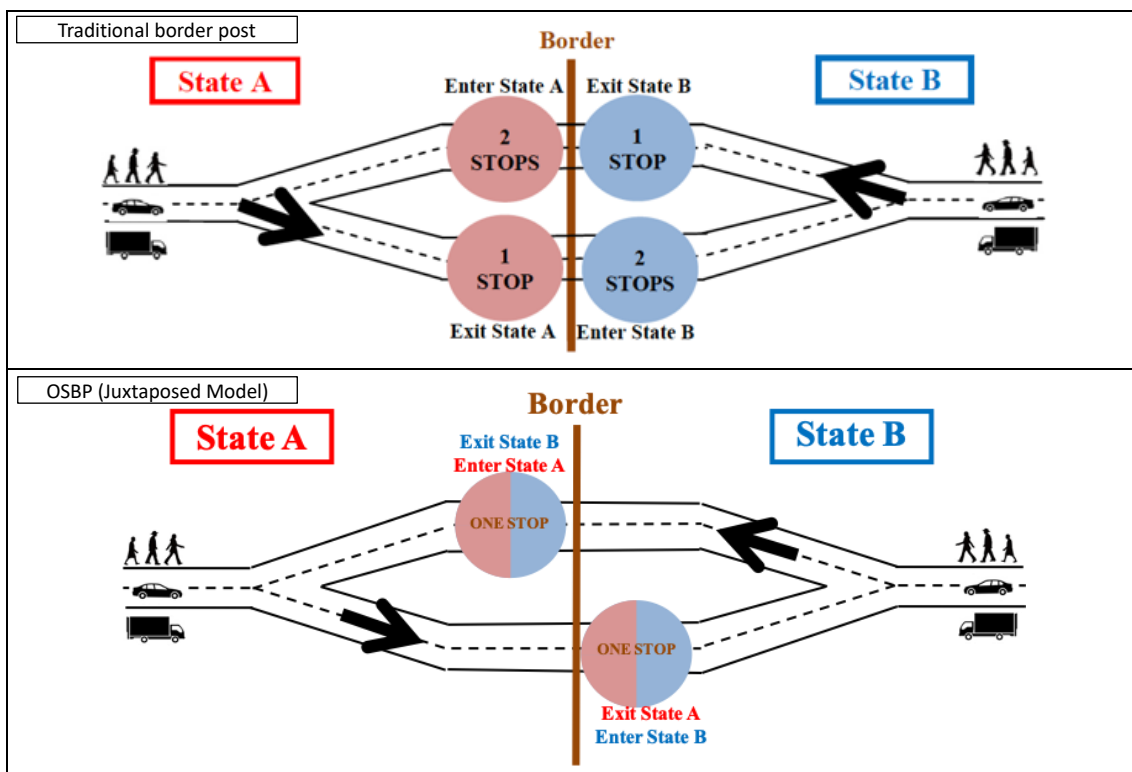 Traditional border post
Border
State A
State B
Enter State A
Exit State B
2
STOPS
1
STOP
1
STOP
2
STOPS
Exit State A
Enter State B
OSBP (Juxtaposed Model)
Border
State A
State B
Exit State B
Enter State A
ONE STOP
ONE STOP
Exit State A
Enter State B